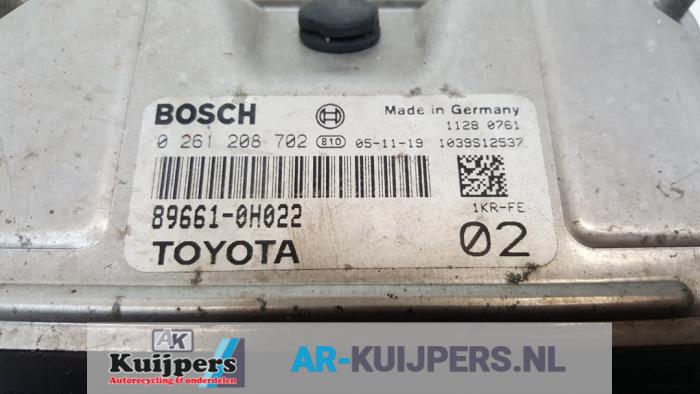 BOSCH
Made in Germany
1128 0761
0 261 208 702 810 05-11-19 1039S12537
89661-0H022
1KR-FE
TOYOTA
02
AK
Kuijpers
Autorecycling & onderdelen
AR-KUIJPERS.NL